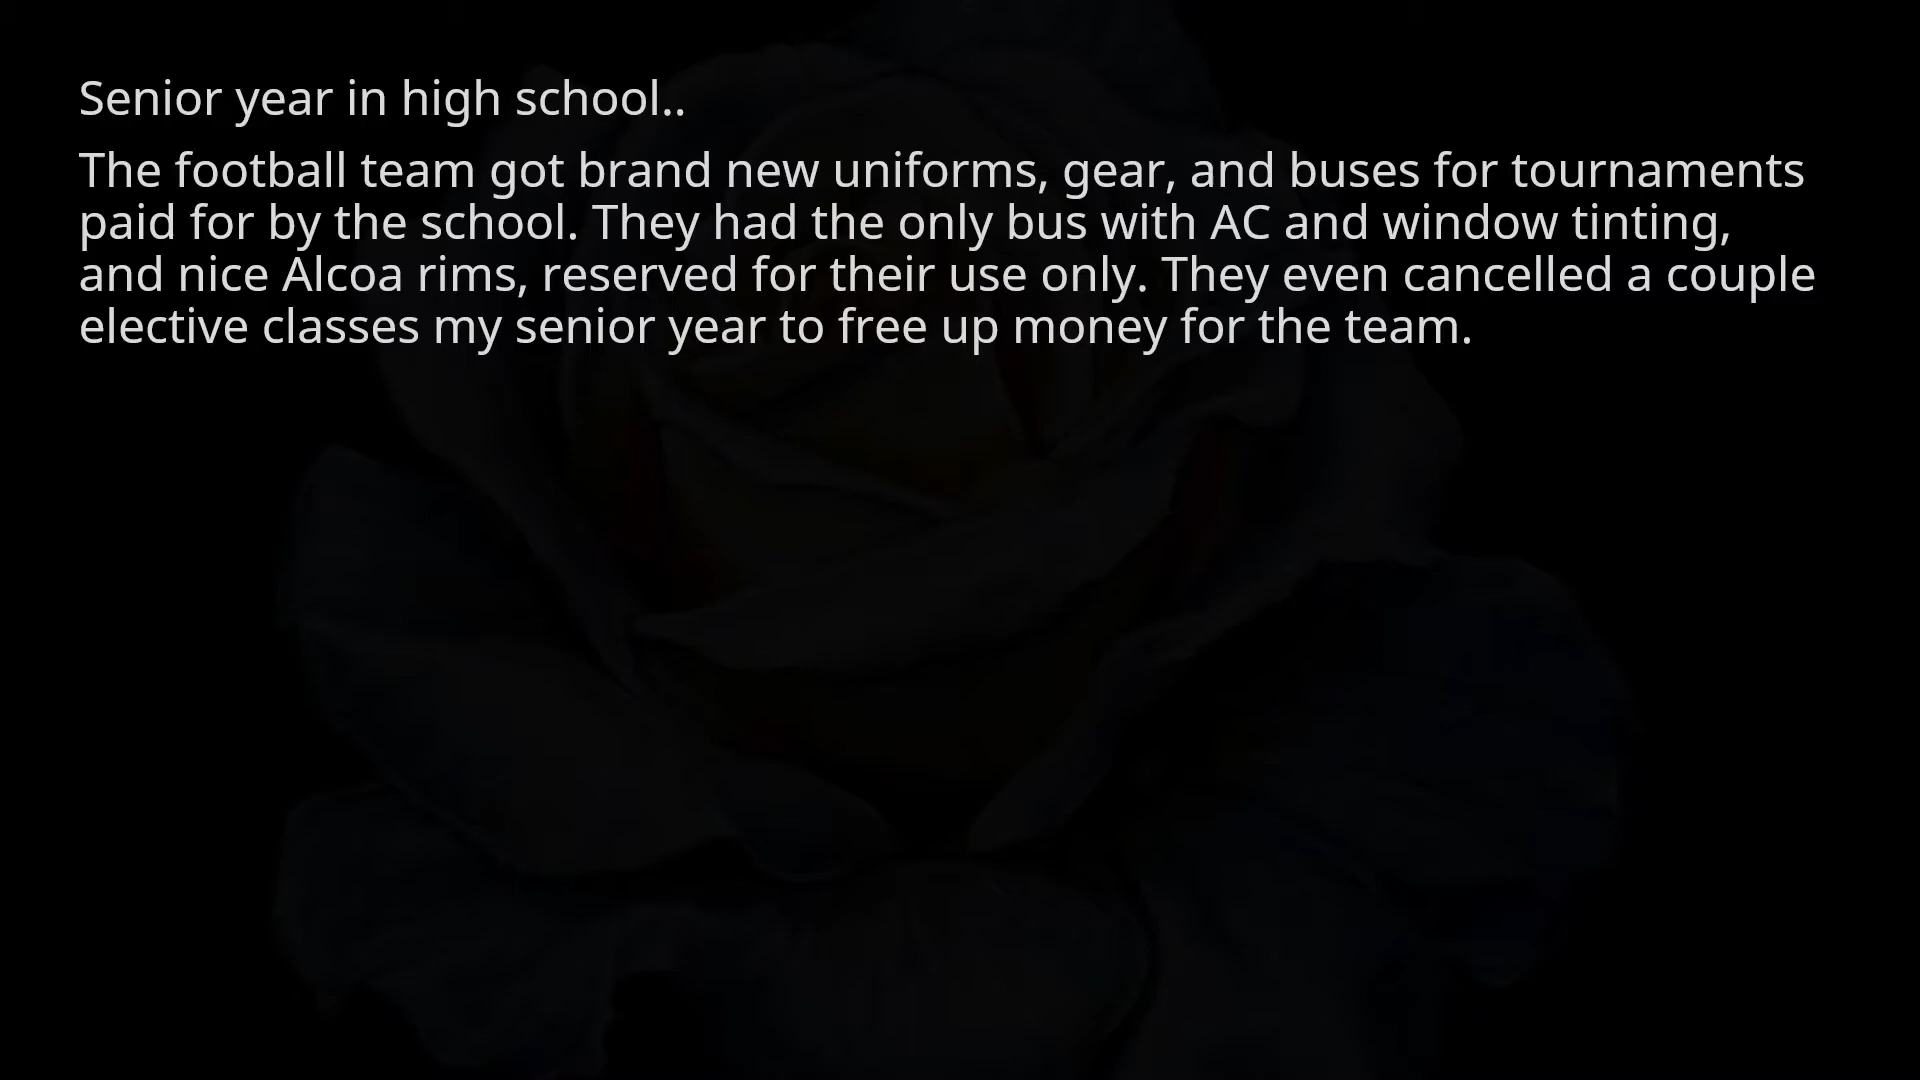 Senior year in high school..
The football team got brand new uniforms, gear, and buses for tournaments
paid for by the school. They had the only bus with AC and window tinting,
and nice Alcoa rims, reserved for their use only. They even cancelled a couple
elective classes my senior year to free up money for the team.